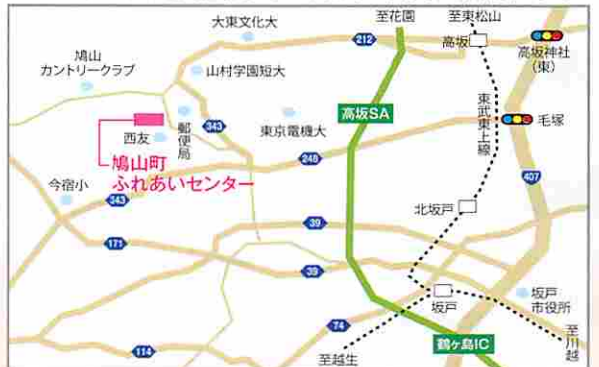 至花園
至東松山
大東文化大
212
高坂
高坂神社
(東)
鳩山
カントリークラブ
山村学園短大
高坂SA
東武東上線
343
東京電機大
毛塚
西友
郵便局
248
鳩山町
ふれあいセンター
407
今宿小
343
北坂戸
39
171
39
坂戸
坂戸
市役所
74
114
至越生
鶴ヶ島IC
至川越